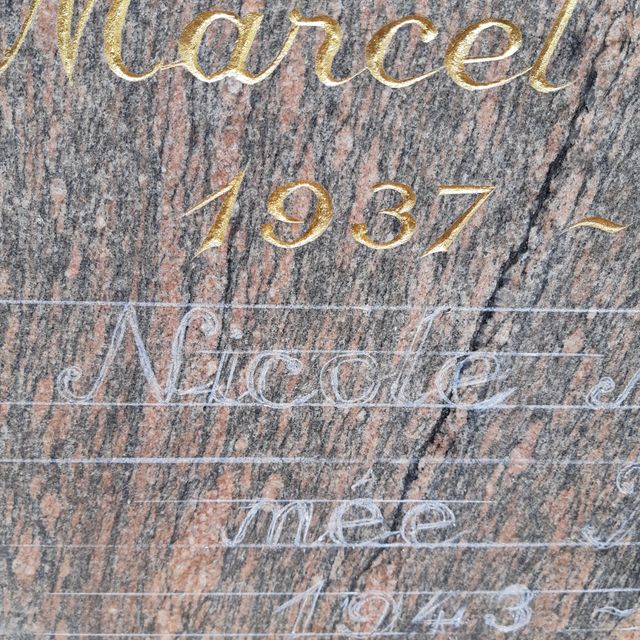 Marcel
1937 ~
Nicole
née
1943 ~